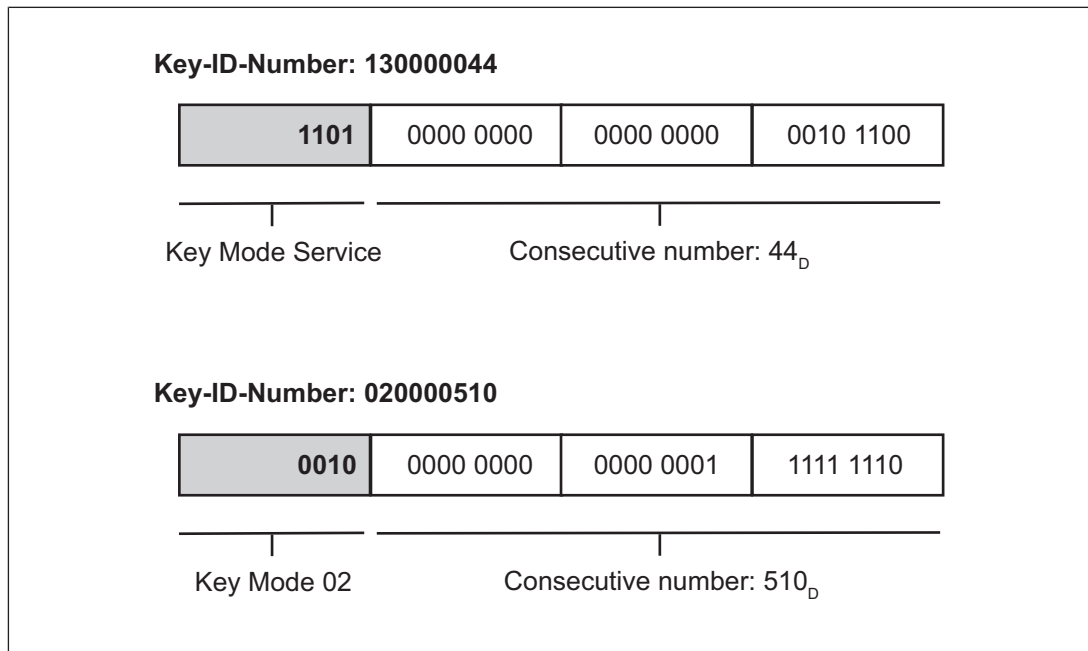 Key-ID-Number: 130000044
1101 0000 0000 0000 0000 0010 1100
Key Mode Service Consecutive number: 44D
Key-ID-Number: 020000510
0010 0000 0000 0000 0001 1111 1110
Key Mode 02 Consecutive number: 510D